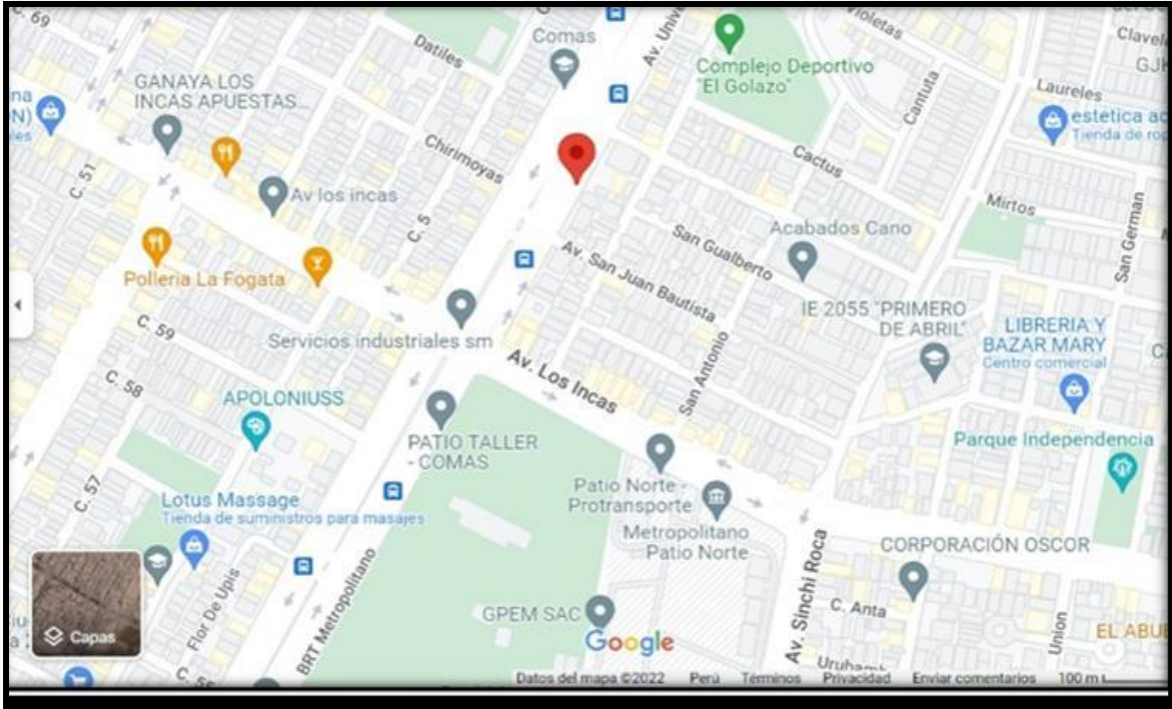 C. 69
Datiles
Comas
Av. Unive
Violetas
Clavel
GJK
GANAYA LOS
INCAS APUESTAS...
Complejo Deportivo
"El Golazo"
Cantuta
Laureles
estetica ac
Tienda de ro
na
N)
les
C. 51
Chirimoyas
Cactus
Av los incas
C. 5
Mirtos
San German
San Gualberto
Acabados Cano
Av. San Juan Bautista
Polleria La Fogata
IE 2055 "PRIMERO
DE ABRIL"
LIBRERIA Y
BAZAR MARY
Centro comercial
C. 59
Servicios industriales sm
Av. Los Incas
San Antonio
C. 58
APOLONIUSS
PATIO TALLER
- COMAS
Parque Independencia
C. 57
Lotus Massage
Tienda de suministros para masajes
Patio Norte -
Protransporte
Metropolitano
Patio Norte
CORPORACIÓN OSCOR
Flor De Upis
BRT Metropolitano
GPEM SAC
Av. Sinchi Roca
C. Anta
Union
EL ABU
Capas
Google
Datos del mapa ©2022 Perú Términos Privacidad Enviar comentarios 100 m